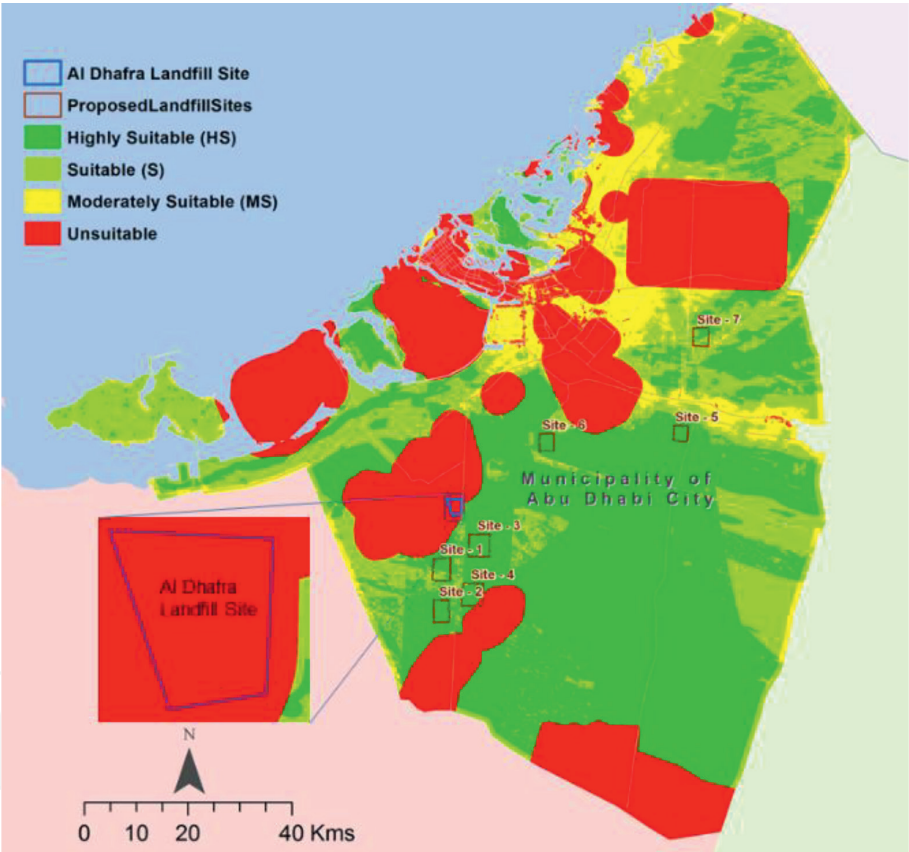 Al Dhafra Landfill Site
ProposedLandfillSites
Highly Suitable (HS)
Suitable (S)
Moderately Suitable (MS)
Unsuitable
Site - 7
Site - 5
Site - 6
Municipality of
Abu Dhabi City
Site - 3
Site - 1
Site - 4
Site - 2
Al Dhafra
Landfill Site
N
0 10 20 40 Kms